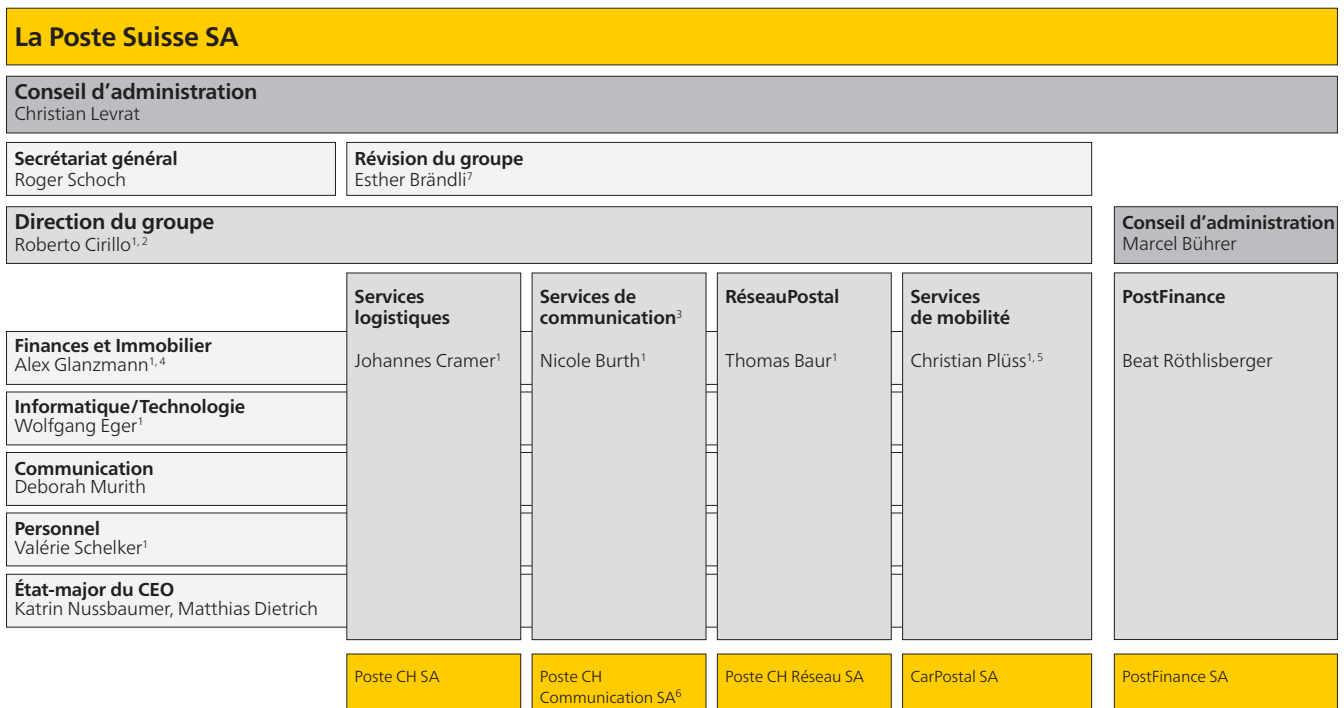 La Poste Suisse SA
Conseil d’administration
Christian Levrat
Secrétariat général
Roger Schoch
Révision du groupe
Esther Brändli⁷
Direction du groupe
Roberto Cirillo¹,²
Conseil d’administration
Marcel Bührer
Services
logistiques
Johannes Cramer¹
Services de
communication³
Nicole Burth¹
RéseauPostal
Thomas Baur¹
Services
de mobilité
Christian Plüss¹,⁵
PostFinance
Beat Röthlisberger
Finances et Immobilier
Alex Glanzmann¹,⁴
Informatique/Technologie
Wolfgang Eger¹
Communication
Deborah Murith
Personnel
Valérie Schelker¹
État-major du CEO
Katrin Nussbaumer, Matthias Dietrich
Poste CH SA
Poste CH
Communication SA⁶
Poste CH Réseau SA
CarPostal SA
PostFinance SA